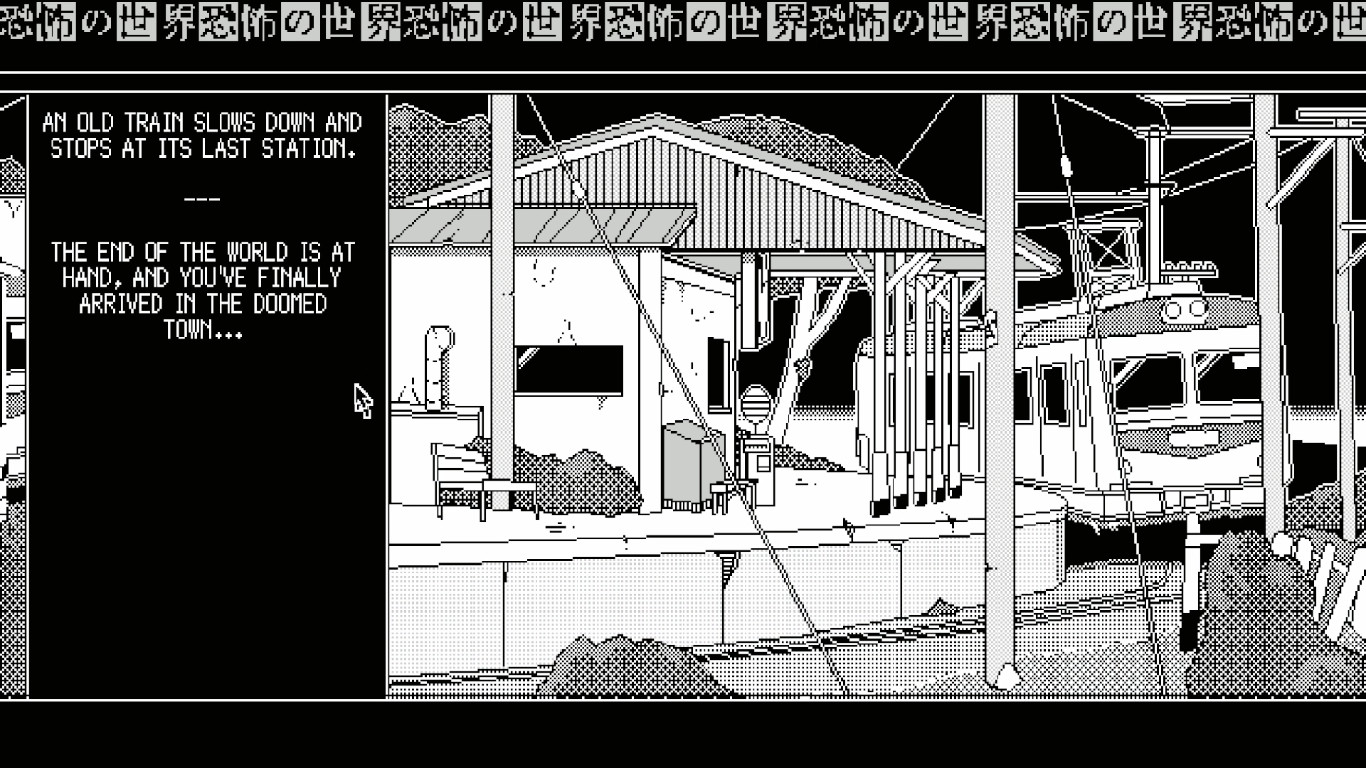 恐怖の世界恐怖の世界恐怖の世界恐怖の世界恐怖の世界恐怖の世界恐怖の世
AN OLD TRAIN SLOWS DOWN AND
STOPS AT ITS LAST STATION.
---
THE END OF THE WORLD IS AT
HAND, AND YOU'VE FINALLY
ARRIVED IN THE DOOMED
TOWN...